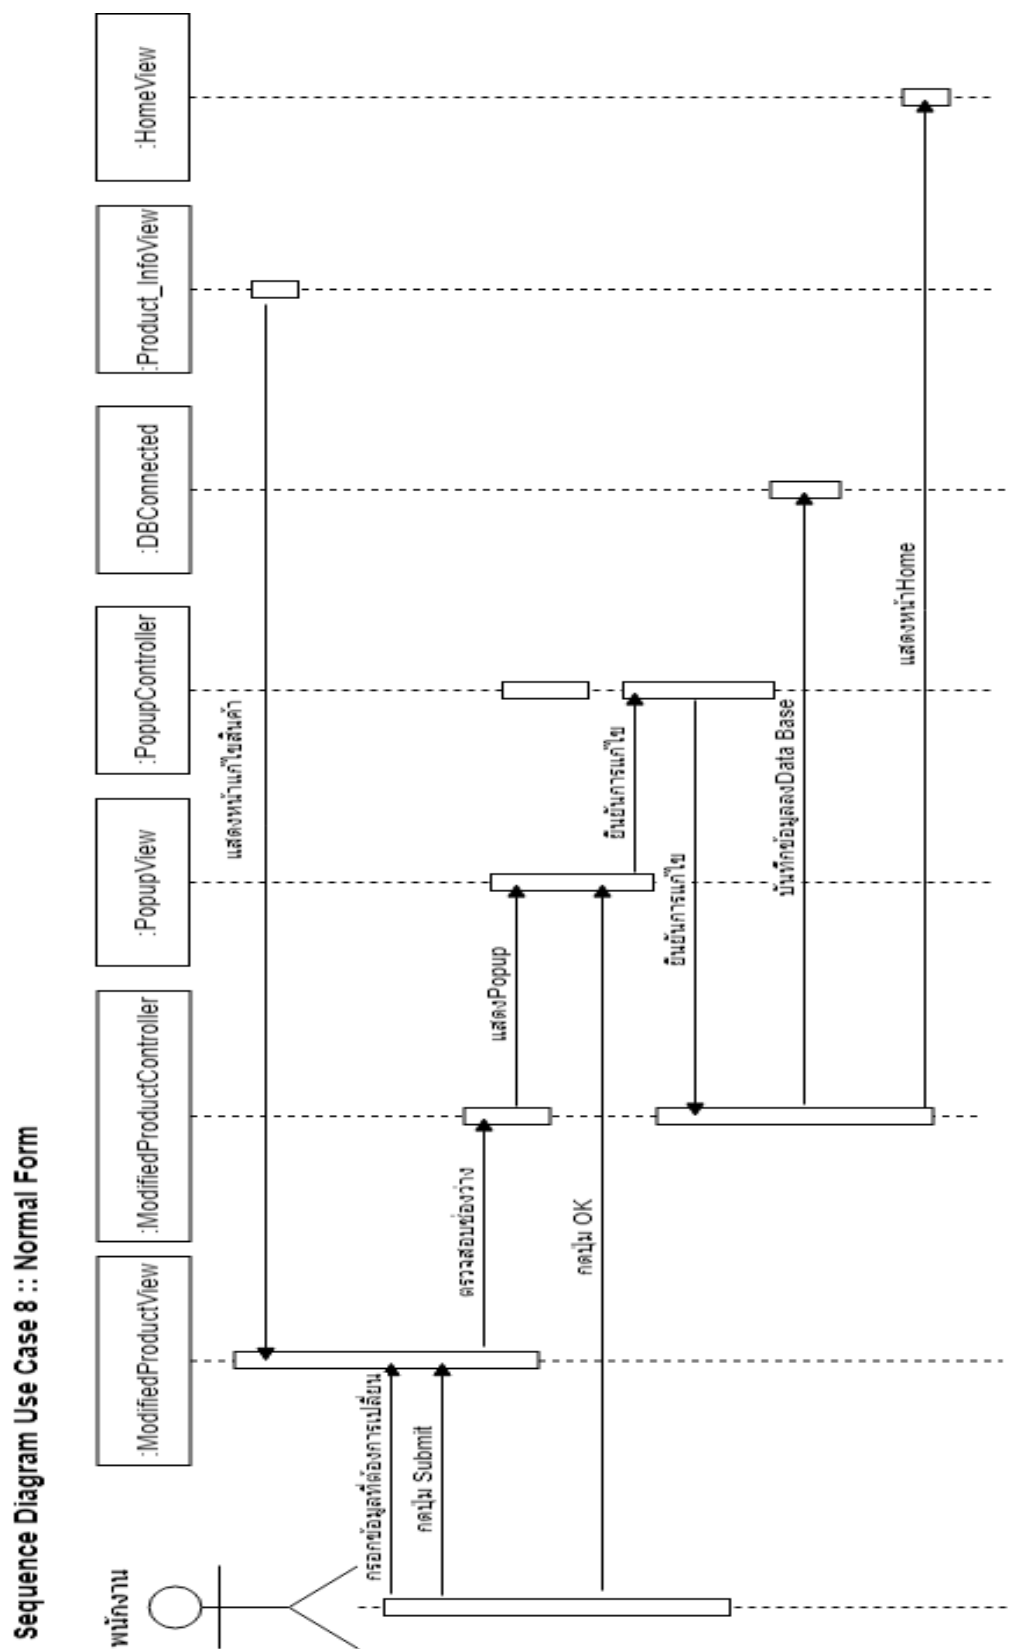 Sequence Diagram Use Case 8 :: Normal Form
พนักงาน
:ModifiedProductView
:ModifiedProductController
:PopupView
:PopupController
:DBConnected
:Product_InfoView
:HomeView
แสดงหน้าแก้ไขสินค้า
กรอกข้อมูลที่ต้องการเปลี่ยน
กดปุ่ม Submit
ตรวจสอบช่องว่าง
แสดงPopup
กดปุ่ม OK
ยืนยันการแก้ไข
ยืนยันการแก้ไข
บันทึกข้อมูลลงData Base
แสดงหน้าHome